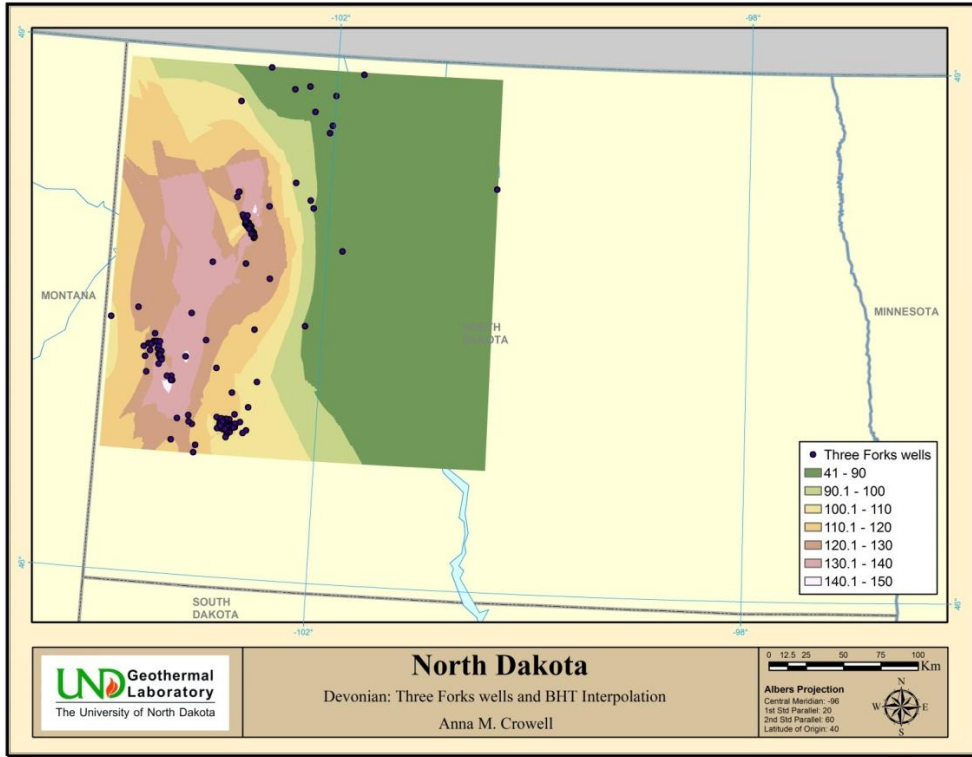 -102°
-98°
49°
49°
MONTANA
NORTH
DAKOTA
MINNESOTA
Three Forks wells
41 - 90
90.1 - 100
100.1 - 110
110.1 - 120
120.1 - 130
130.1 - 140
140.1 - 150
46°
46°
SOUTH
DAKOTA
-102°
-98°
UND Geothermal
Laboratory
The University of North Dakota
North Dakota
Devonian: Three Forks wells and BHT Interpolation
Anna M. Crowell
0 12.5 25 50 75 100
Km
Albers Projection
Central Meridian: -96
1st Std Parallel: 20
2nd Std Parallel: 60
Latitude of Origin: 40
N
W E
S